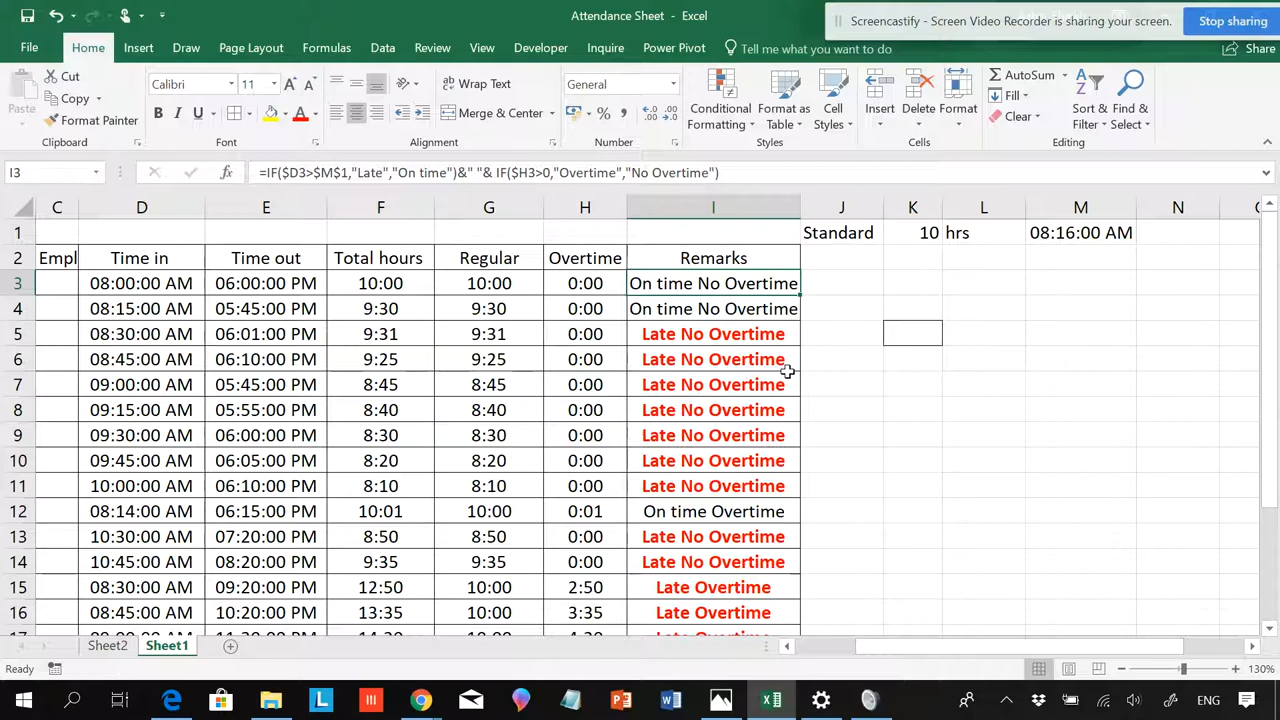 Attendance Sheet - Excel
Screencastify - Screen Video Recorder is sharing your screen.
Stop sharing
File Home Insert Draw Page Layout Formulas Data Review View Developer Inquire Power Pivot Tell me what you want to do Share
Paste Cut
Copy
Format Painter
Calibri 11
B I U
Wrap Text
Merge & Center
General
Conditional Formatting
Format as Table
Cell Styles
Insert Delete Format
AutoSum
Fill
Clear
Sort & Filter
Find & Select
Clipboard Font Alignment Number Styles Cells Editing
I3 fx =IF($D3>$M$1,"Late","On time")&" "& IF($H3>0,"Overtime","No Overtime")
C D E F G H I J K L M N
1 Standard 10 hrs 08:16:00 AM
2 Empl Time in Time out Total hours Regular Overtime Remarks
3 08:00:00 AM 06:00:00 PM 10:00 10:00 0:00 On time No Overtime
4 08:15:00 AM 05:45:00 PM 9:30 9:30 0:00 On time No Overtime
5 08:30:00 AM 06:01:00 PM 9:31 9:31 0:00 Late No Overtime
6 08:45:00 AM 06:10:00 PM 9:25 9:25 0:00 Late No Overtime
7 09:00:00 AM 05:45:00 PM 8:45 8:45 0:00 Late No Overtime
8 09:15:00 AM 05:55:00 PM 8:40 8:40 0:00 Late No Overtime
9 09:30:00 AM 06:00:00 PM 8:30 8:30 0:00 Late No Overtime
10 09:45:00 AM 06:05:00 PM 8:20 8:20 0:00 Late No Overtime
11 10:00:00 AM 06:10:00 PM 8:10 8:10 0:00 Late No Overtime
12 08:14:00 AM 06:15:00 PM 10:01 10:00 0:01 On time Overtime
13 10:30:00 AM 07:20:00 PM 8:50 8:50 0:00 Late No Overtime
14 10:45:00 AM 08:20:00 PM 9:35 9:35 0:00 Late No Overtime
15 08:30:00 AM 09:20:00 PM 12:50 10:00 2:50 Late Overtime
16 08:45:00 AM 10:20:00 PM 13:35 10:00 3:35 Late Overtime
Sheet2 Sheet1
Ready 130%
ENG